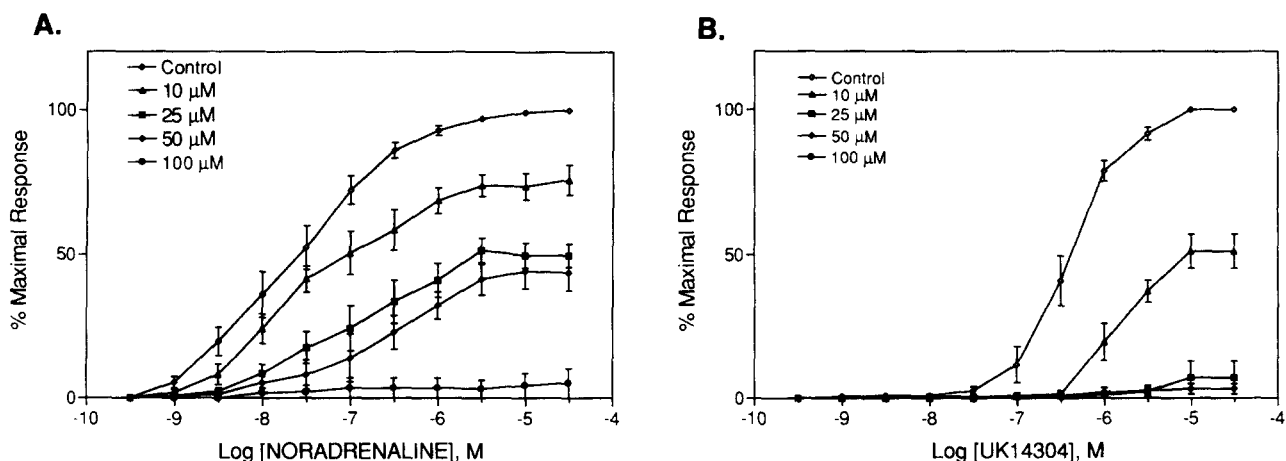 A.
% Maximal Response
100
50
0
Control
10 µM
25 µM
50 µM
100 µM
-10
-9
-8
-7
-6
-5
-4
Log [NORADRENALINE], M
B.
% Maximal Response
100
50
0
Control
10 µM
25 µM
50 µM
100 µM
-10
-9
-8
-7
-6
-5
-4
Log [UK14304], M